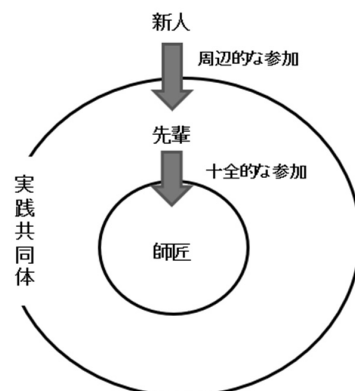 新人
周辺的な参加
先輩
十全的な参加
実践共同体
師匠